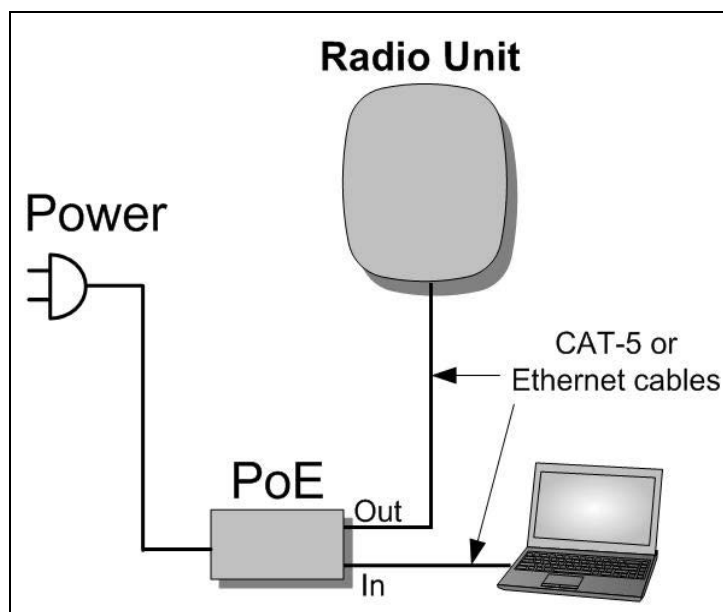 Radio Unit
Power
CAT-5 or
Ethernet cables
PoE
Out
In